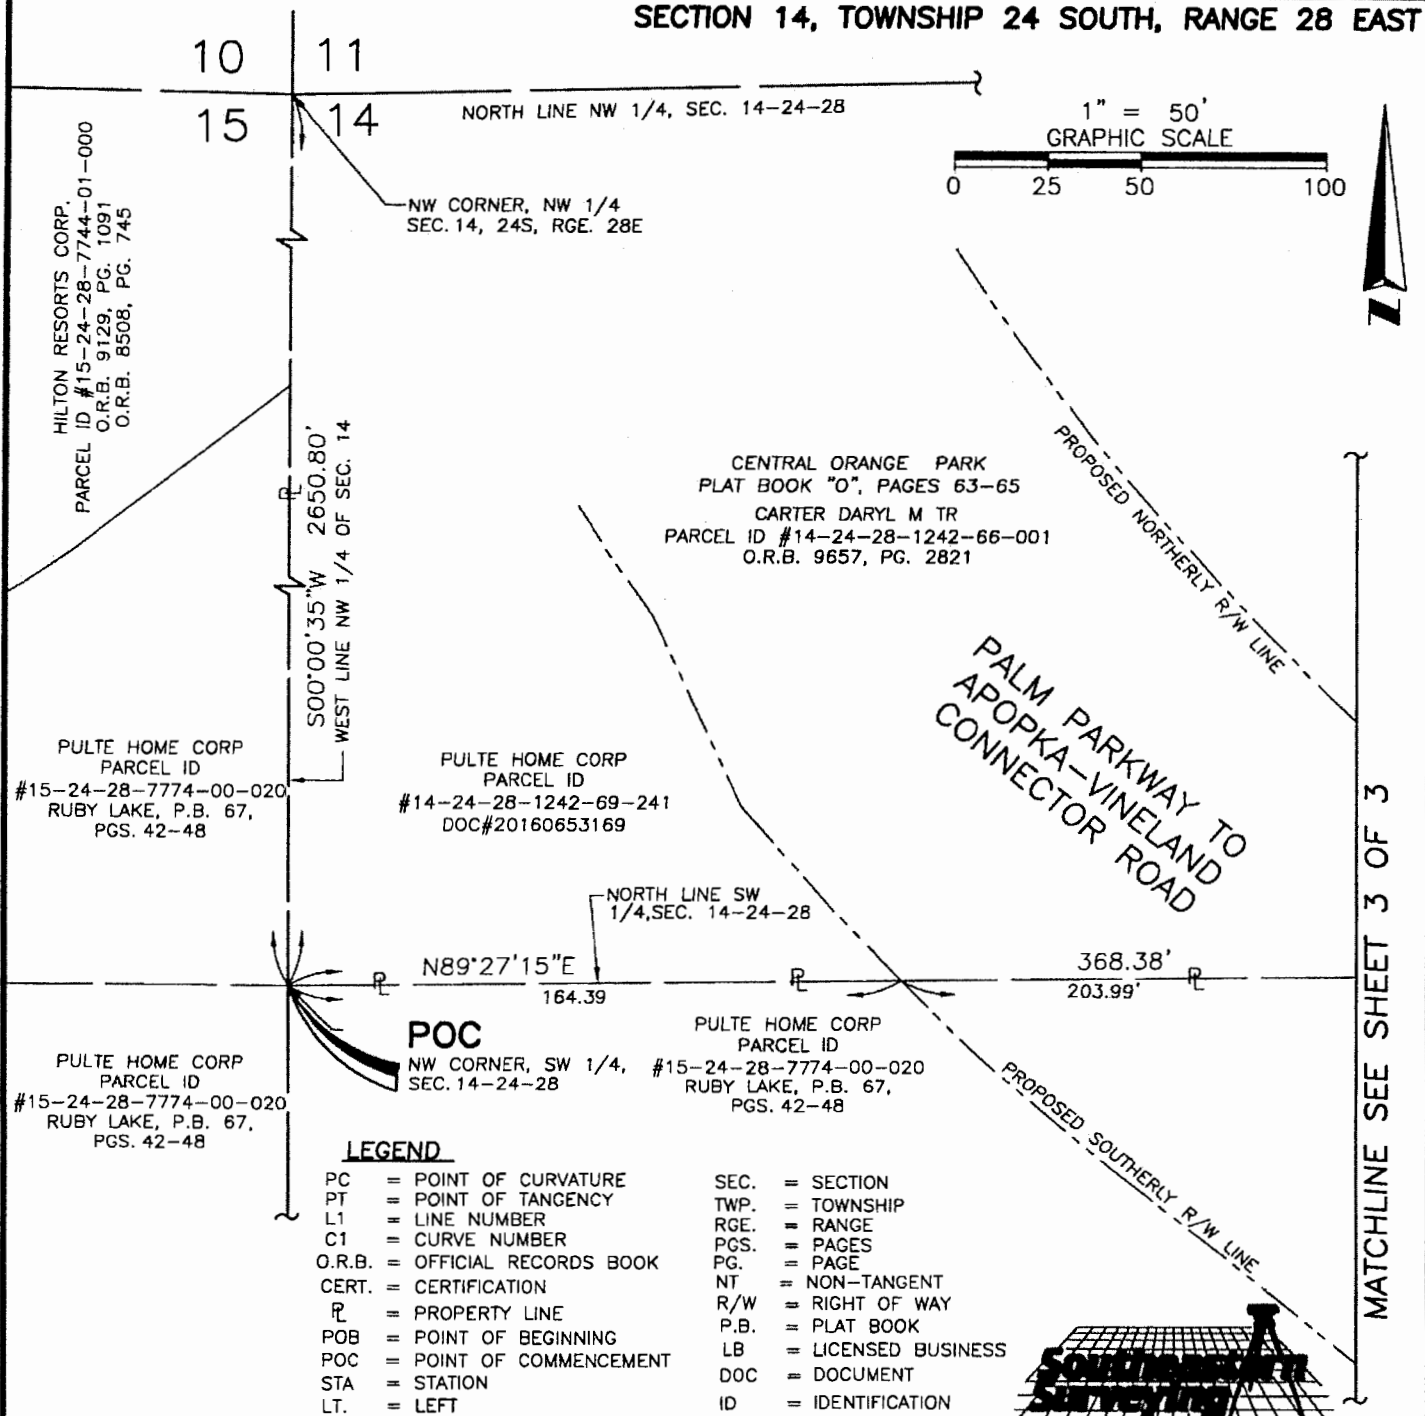 SECTION 14, TOWNSHIP 24 SOUTH, RANGE 28 EAST
10 11
15 14
NORTH LINE NW 1/4, SEC. 14-24-28
1" = 50'
GRAPHIC SCALE
0 25 50 100
NW CORNER, NW 1/4
SEC. 14, 24S, RGE. 28E
HILTON RESORTS CORP.
PARCEL ID #15-24-28-7744-01-000
O.R.B. 9129, PG. 1091
O.R.B. 8508, PG. 745
S00°00'35"W 2650.80'
WEST LINE NW 1/4 OF SEC. 14
CENTRAL ORANGE PARK
PLAT BOOK "O", PAGES 63-65
CARTER DARYL M TR
PARCEL ID #14-24-28-1242-66-001
O.R.B. 9657, PG. 2821
PROPOSED NORTHERLY R/W LINE
PALM PARKWAY TO
APOPKA-VINELAND
CONNECTOR ROAD
PULTE HOME CORP
PARCEL ID
#15-24-28-7774-00-020
RUBY LAKE, P.B. 67,
PGS. 42-48
PULTE HOME CORP
PARCEL ID
#14-24-28-1242-69-241
DOC#20160653169
NORTH LINE SW
1/4,SEC. 14-24-28
N89°27'15"E
164.39
368.38'
203.99'
POC
NW CORNER, SW 1/4,
SEC. 14-24-28
PULTE HOME CORP
PARCEL ID
#15-24-28-7774-00-020
RUBY LAKE, P.B. 67,
PGS. 42-48
PULTE HOME CORP
PARCEL ID
#15-24-28-7774-00-020
RUBY LAKE, P.B. 67,
PGS. 42-48
PROPOSED SOUTHERLY R/W LINE
MATCHLINE SEE SHEET 3 OF 3
LEGEND
PC = POINT OF CURVATURE
PT = POINT OF TANGENCY
L1 = LINE NUMBER
C1 = CURVE NUMBER
O.R.B. = OFFICIAL RECORDS BOOK
CERT. = CERTIFICATION
PL = PROPERTY LINE
POB = POINT OF BEGINNING
POC = POINT OF COMMENCEMENT
STA = STATION
LT. = LEFT
SEC. = SECTION
TWP. = TOWNSHIP
RGE. = RANGE
PGS. = PAGES
PG. = PAGE
NT = NON-TANGENT
R/W = RIGHT OF WAY
P.B. = PLAT BOOK
LB = LICENSED BUSINESS
DOC = DOCUMENT
ID = IDENTIFICATION
Southeastern
Surveying
N